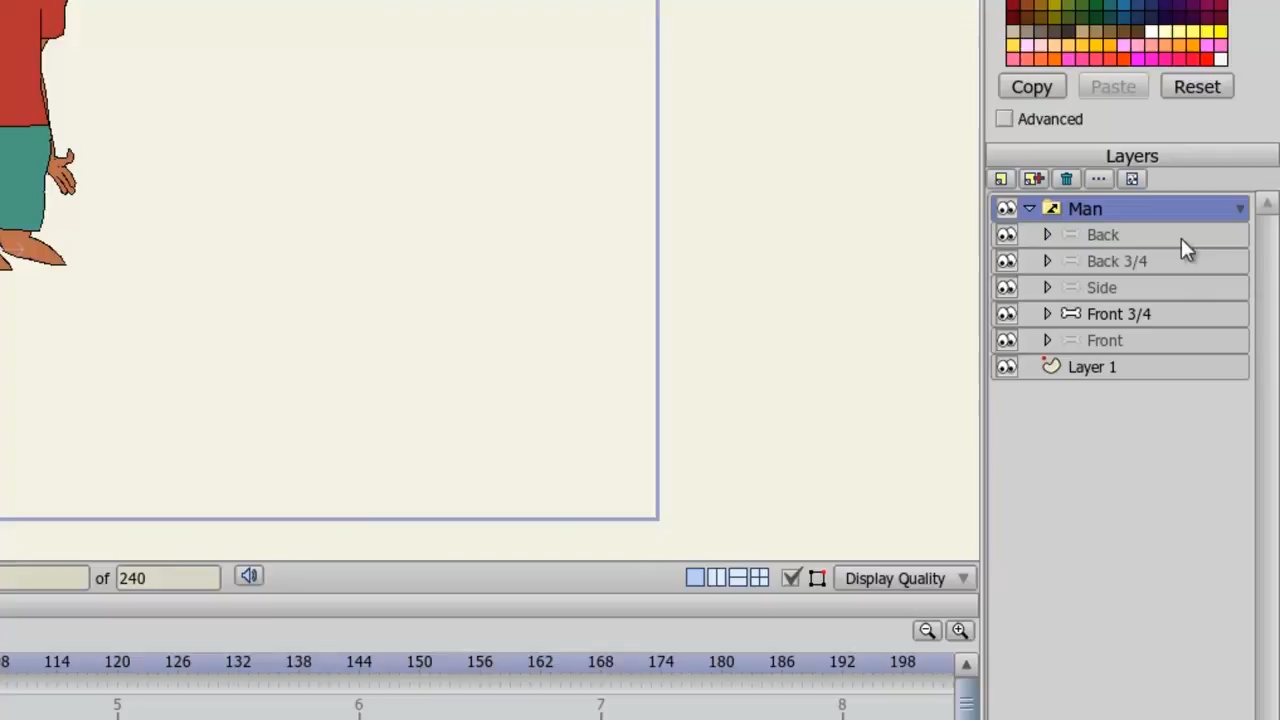 Copy Paste Reset
Advanced
Layers
Man
Back
Back 3/4
Side
Front 3/4
Front
Layer 1
of 240
Display Quality
114 120 126 132 138 144 150 156 162 168 174 180 186 192 198
5 6 7 8